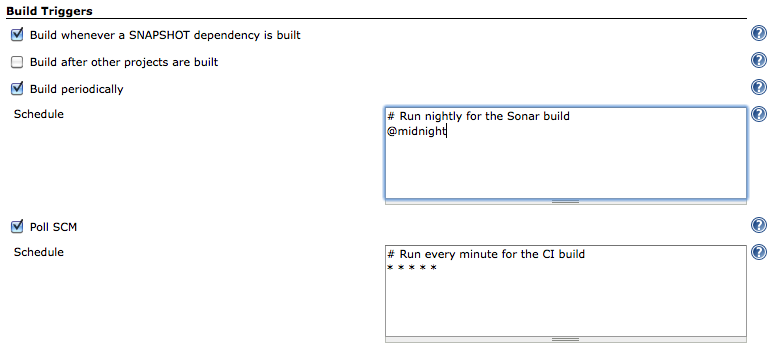 Build Triggers
Build whenever a SNAPSHOT dependency is built
Build after other projects are built
Build periodically
Schedule
# Run nightly for the Sonar build
@midnight
Poll SCM
Schedule
# Run every minute for the CI build
* * * * *